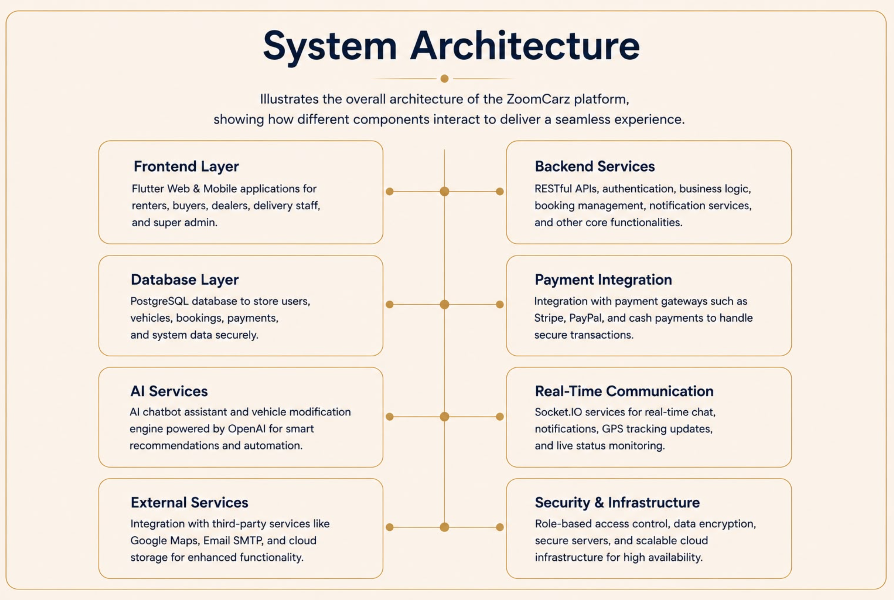 System Architecture
Illustrates the overall architecture of the ZoomCarz platform,
showing how different components interact to deliver a seamless experience.
Frontend Layer
Flutter Web & Mobile applications for
renters, buyers, dealers, delivery staff,
and super admin.
Backend Services
RESTful APIs, authentication, business logic,
booking management, notification services,
and other core functionalities.
Database Layer
PostgreSQL database to store users,
vehicles, bookings, payments,
and system data securely.
Payment Integration
Integration with payment gateways such as
Stripe, PayPal, and cash payments to handle
secure transactions.
AI Services
AI chatbot assistant and vehicle modification
engine powered by OpenAI for smart
recommendations and automation.
Real-Time Communication
Socket.IO services for real-time chat,
notifications, GPS tracking updates,
and live status monitoring.
External Services
Integration with third-party services like
Google Maps, Email SMTP, and cloud
storage for enhanced functionality.
Security & Infrastructure
Role-based access control, data encryption,
secure servers, and scalable cloud
infrastructure for high availability.